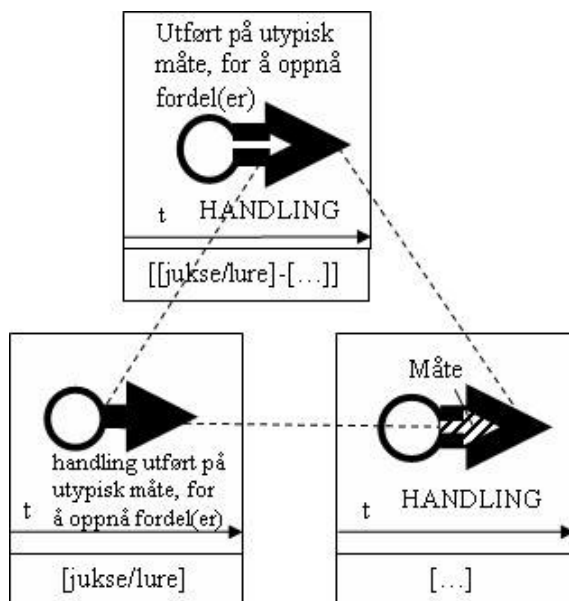 Utført på utypisk
måte, for å oppnå
fordel(er)
t HANDLING
[[jukse/lure]-[…]]
handling utført på
utypisk måte, for
t å oppnå fordel(er)
[jukse/lure]
Måte
t HANDLING
[…]